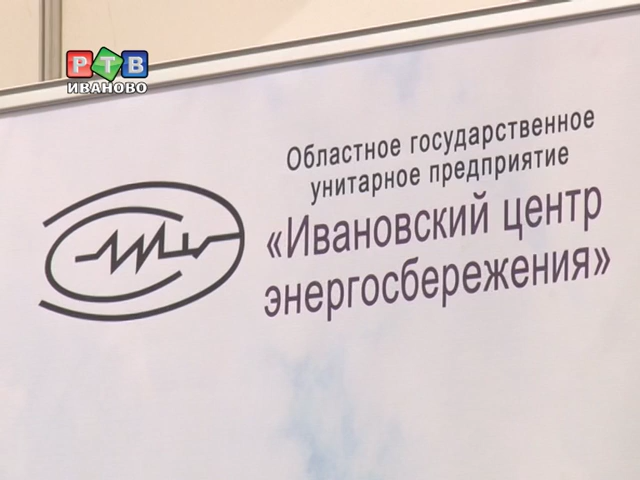 РТВ
ИВАНОВО
Областное государственное
унитарное предприятие
«Ивановский центр
энергосбережения»